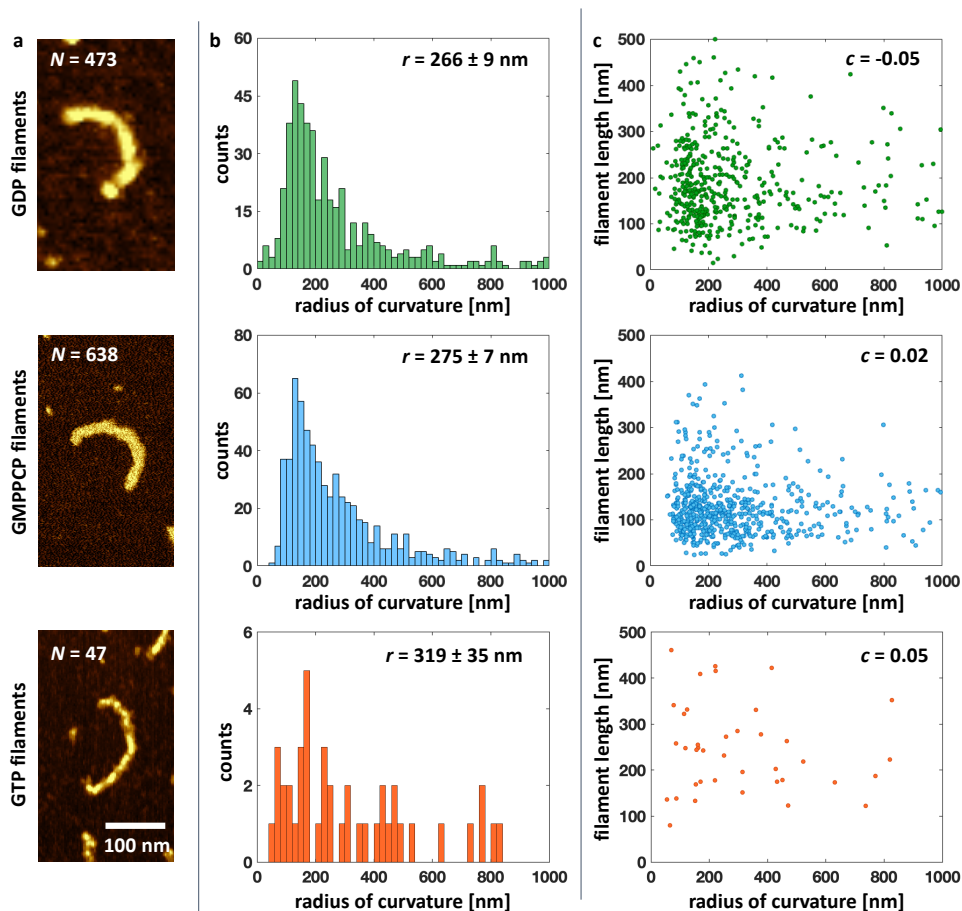 a
b
c
GDP filaments
N = 473
counts
60
45
30
15
0
r = 266 ± 9 nm
0 200 400 600 800 1000
radius of curvature [nm]
filament length [nm]
500
400
300
200
100
0
c = -0.05
0 200 400 600 800 1000
radius of curvature [nm]
GMPPCP filaments
N = 638
counts
80
60
40
20
0
r = 275 ± 7 nm
0 200 400 600 800 1000
radius of curvature [nm]
filament length [nm]
500
400
300
200
100
0
c = 0.02
0 200 400 600 800 1000
radius of curvature [nm]
GTP filaments
N = 47
100 nm
counts
6
4
2
0
r = 319 ± 35 nm
0 200 400 600 800 1000
radius of curvature [nm]
filament length [nm]
500
400
300
200
100
0
c = 0.05
0 200 400 600 800 1000
radius of curvature [nm]